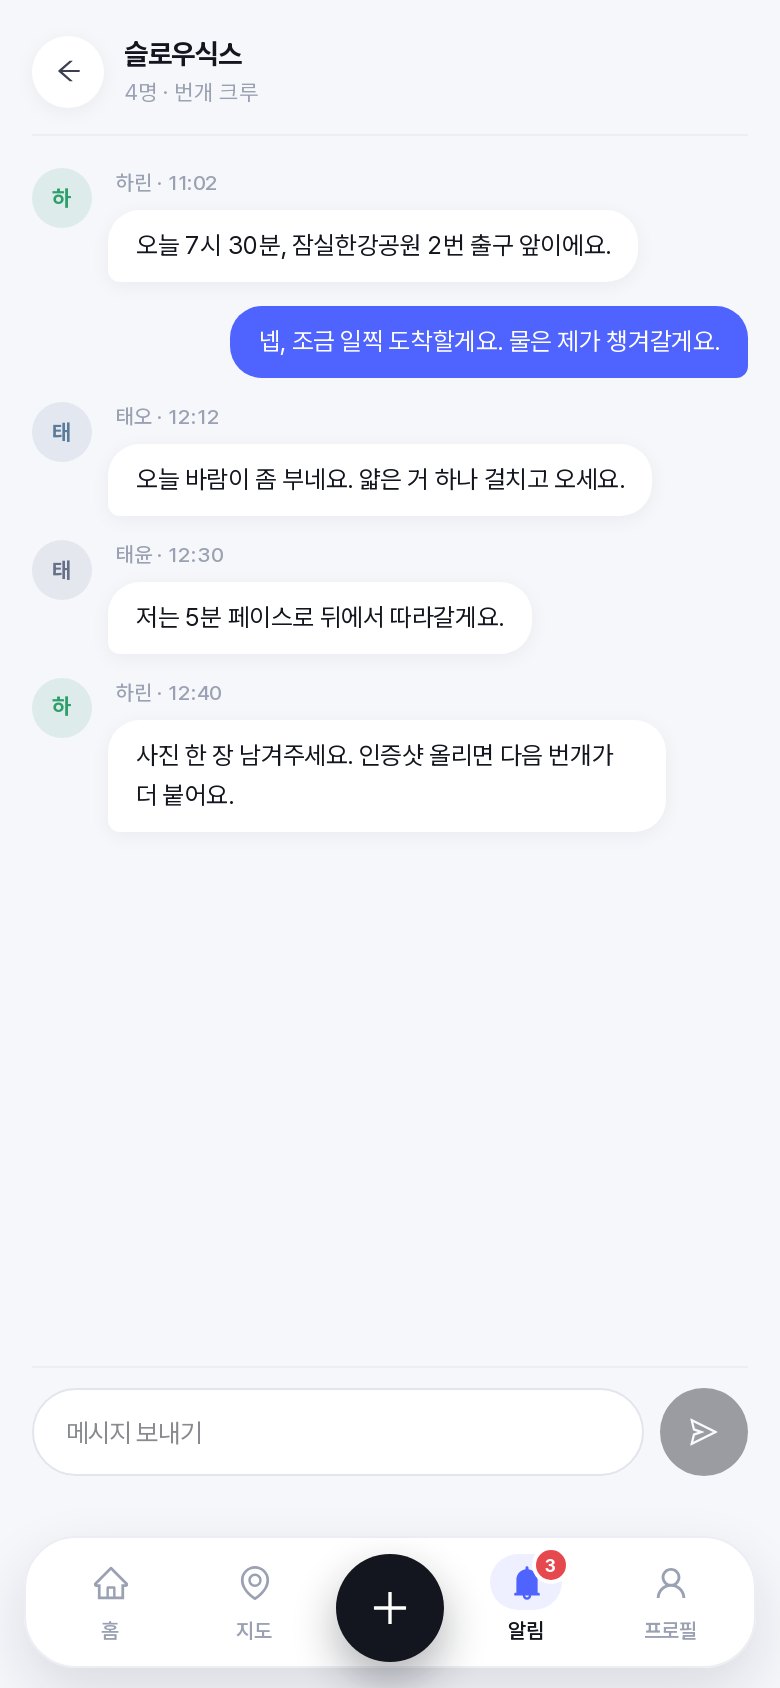 슬로우식스
4명 · 번개 크루
하
하린 · 11:02
오늘 7시 30분, 잠실한강공원 2번 출구 앞이에요.
넵, 조금 일찍 도착할게요. 물은 제가 챙겨갈게요.
태
태오 · 12:12
오늘 바람이 좀 부네요. 얇은 거 하나 걸치고 오세요.
태
태윤 · 12:30
저는 5분 페이스로 뒤에서 따라갈게요.
하
하린 · 12:40
사진 한 장 남겨주세요. 인증샷 올리면 다음 번개가
더 붙어요.
메시지 보내기
3
홈
지도
알림
프로필